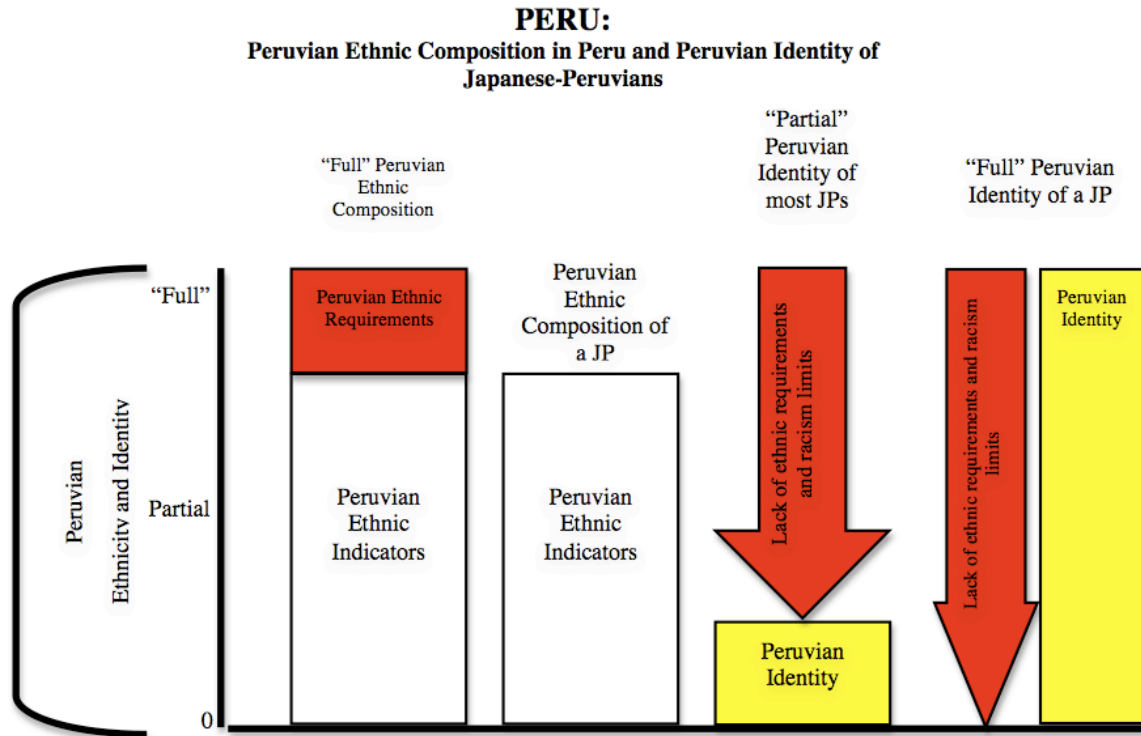 PERU:
Peruvian Ethnic Composition in Peru and Peruvian Identity of
Japanese-Peruvians
“Full” Peruvian
Ethnic
Composition
“Partial”
Peruvian
Identity of
most JPs
“Full” Peruvian
Identity of a JP
Peruvian
Ethnicity and Identity
“Full”
Partial
0
Peruvian Ethnic
Requirements
Peruvian
Ethnic
Indicators
Peruvian
Ethnic
Composition of
a JP
Peruvian
Ethnic
Indicators
Lack of ethnic requirements
and racism limits
Peruvian
Identity
Lack of ethnic requirements and racism
limits
Peruvian
Identity